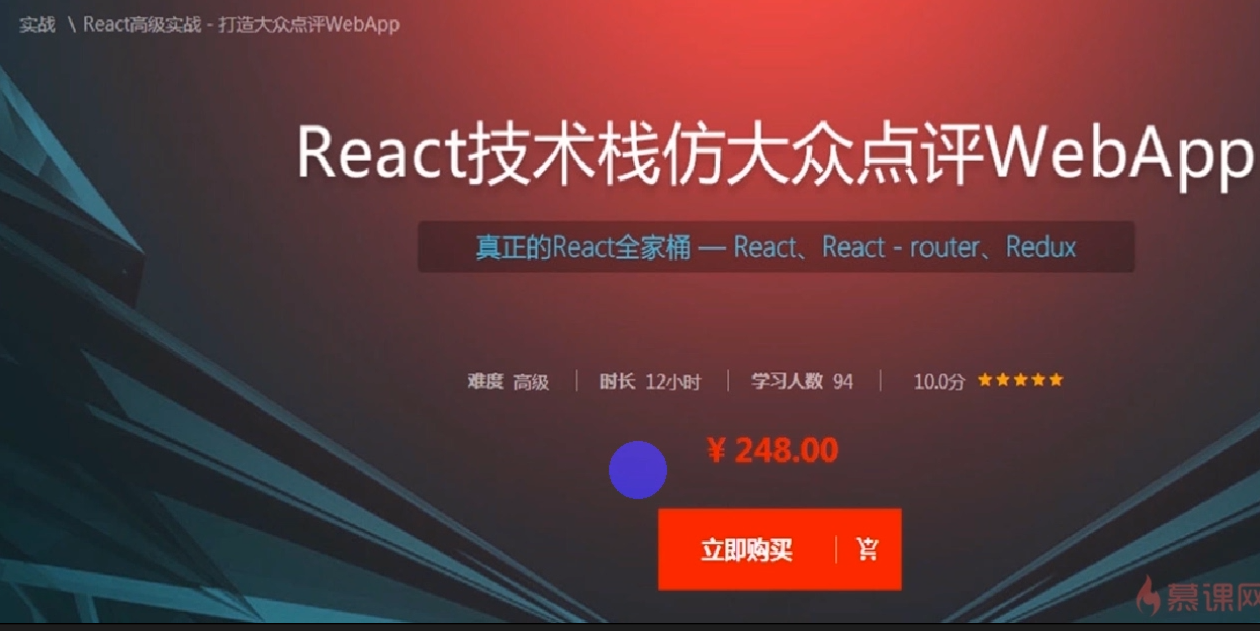 实战 \ React高级实战 - 打造大众点评WebApp
React技术栈仿大众点评WebApp
真正的React全家桶 — React、React - router、Redux
难度 高级 | 时长 12小时 | 学习人数 94 | 10.0分 ★★★★★
¥ 248.00
立即购买
慕课网